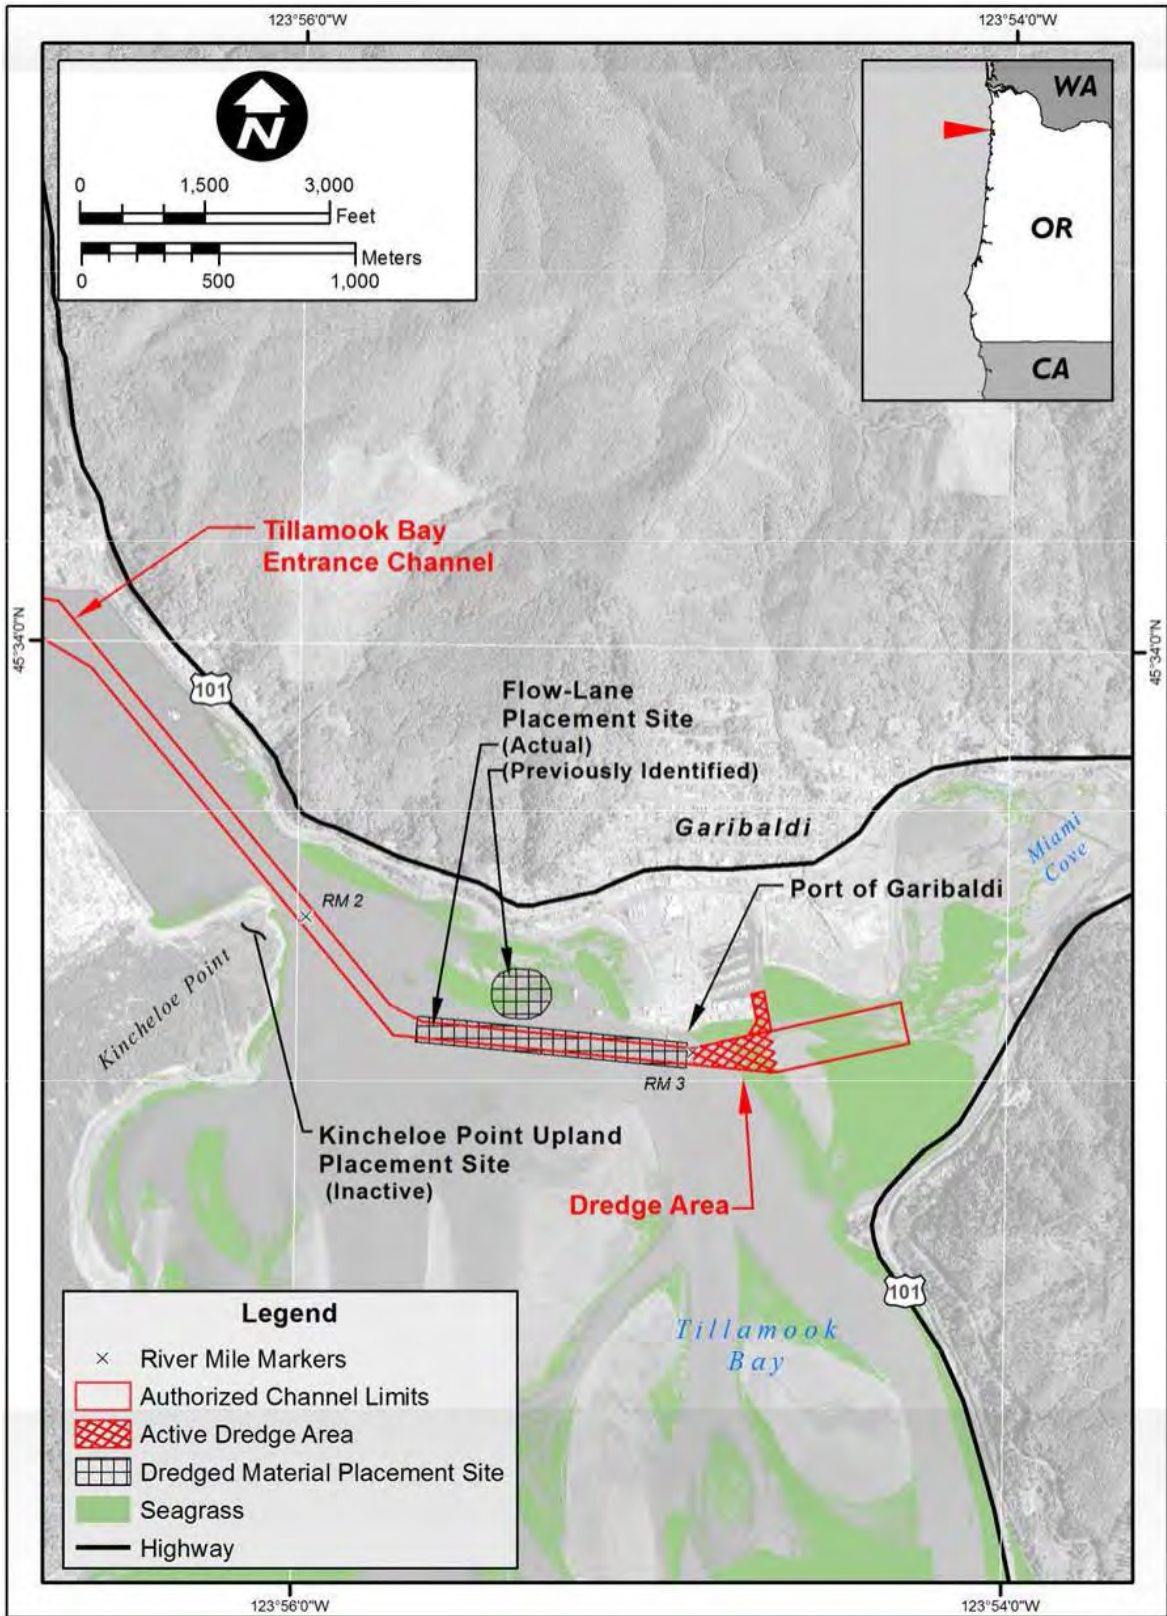 123°56'0"W
123°54'0"W
N
0 1,500 3,000
Feet
Meters
0 500 1,000
WA
OR
CA
45°34'0"N
45°34'0"N
Tillamook Bay
Entrance Channel
101
Flow-Lane
Placement Site
(Actual)
(Previously Identified)
Garibaldi
Miami
Cove
Port of Garibaldi
RM 2
Kincheloe Point
RM 3
Kincheloe Point Upland
Placement Site
(Inactive)
Dredge Area
101
Tillamook
Bay
Legend
× River Mile Markers
Authorized Channel Limits
Active Dredge Area
Dredged Material Placement Site
Seagrass
Highway
123°56'0"W
123°54'0"W